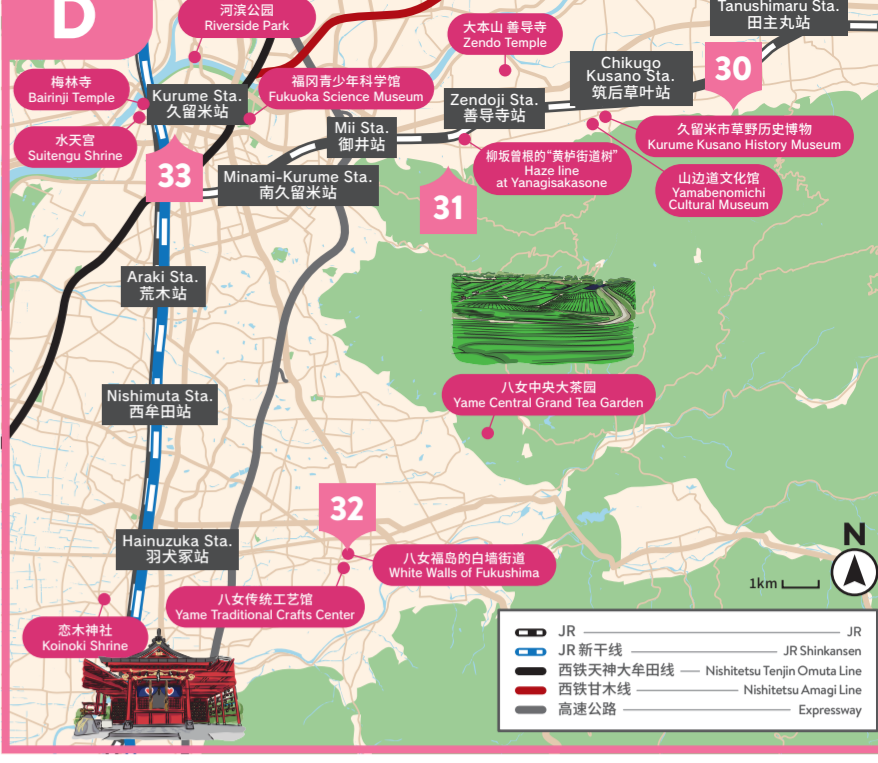 D
河滨公园
Riverside Park
大本山 善导寺
Zendo Temple
Tanushimaru Sta.
田主丸站
梅林寺
Bairinji Temple
Kurume Sta.
久留米站
福冈青少年科学馆
Fukuoka Science Museum
Chikugo
Kusano Sta.
筑后草叶站
30
水天宫
Suitengu Shrine
Mii Sta.
御井站
Zendoji Sta.
善导寺站
久留米市草野历史博物
Kurume Kusano History Museum
33
Minami-Kurume Sta.
南久留米站
柳坂曾根的“黄栌街道树”
Haze line
at Yanagisakasone
山边道文化馆
Yamabenomichi
Cultural Museum
31
Araki Sta.
荒木站
Nishimuta Sta.
西牟田站
八女中央大茶园
Yame Central Grand Tea Garden
32
Hainuzuka Sta.
羽犬冢站
八女福岛的白墙街道
White Walls of Fukushima
八女传统工艺馆
Yame Traditional Crafts Center
恋木神社
Koinoki Shrine
N
1km
JR JR
JR 新干线 JR Shinkansen
西铁天神大牟田线 Nishitetsu Tenjin Omuta Line
西铁甘木线 Nishitetsu Amagi Line
高速公路 Expressway